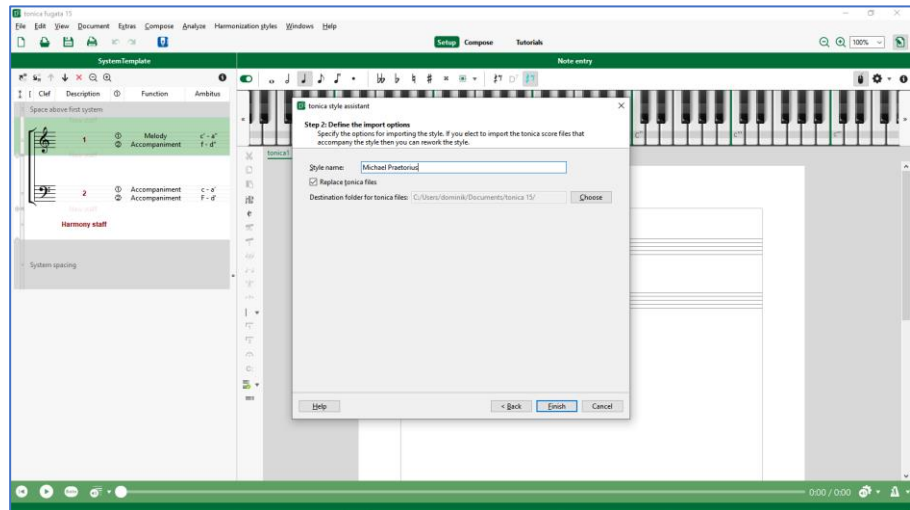 tonica fugata 15
File Edit View Document Extras Compose Analyze Harmonization styles Windows Help
Setup Compose Tutorials
100%
SystemTemplate
Note entry
Clef Description Function Ambitus
Space above first system
1 ① Melody c' - a"
② Accompaniment f - d"
2 ① Accompaniment c - a'
② Accompaniment F - d'
Harmony staff
System spacing
tonica1
tonica style assistant
Step 2: Define the import options
Specify the options for importing the style. If you elect to import the tonica score files that
accompany the style then you can rework the style.
Style name: Michael Praetorius
Replace tonica files
Destination folder for tonica files: C:/Users/dominik/Documents/tonica 15/ Choose
Help < Back Finish Cancel
0:00 / 0:00